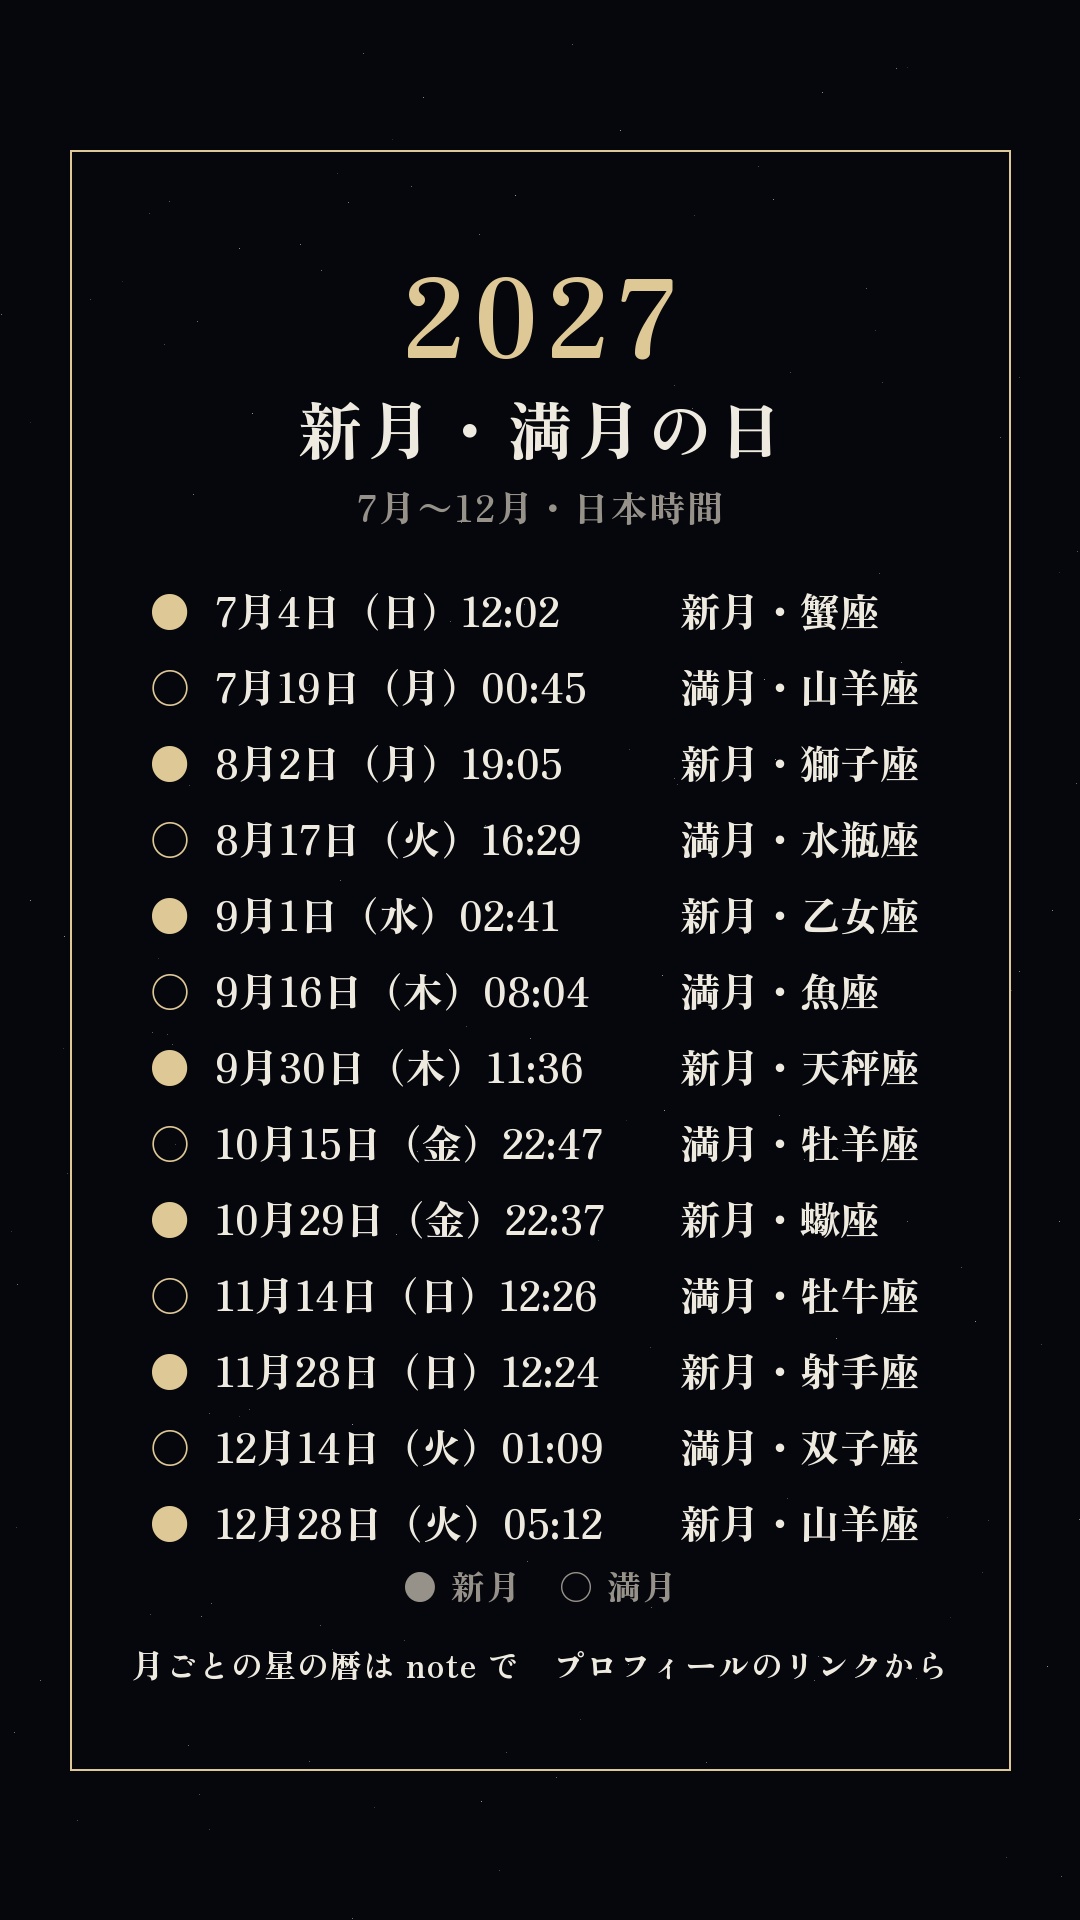 2027
新月・満月の日
7月〜12月・日本時間
● 7月4日（日）12:02 新月・蟹座
○ 7月19日（月）00:45 満月・山羊座
● 8月2日（月）19:05 新月・獅子座
○ 8月17日（火）16:29 満月・水瓶座
● 9月1日（水）02:41 新月・乙女座
○ 9月16日（木）08:04 満月・魚座
● 9月30日（木）11:36 新月・天秤座
○ 10月15日（金）22:47 満月・牡羊座
● 10月29日（金）22:37 新月・蠍座
○ 11月14日（日）12:26 満月・牡牛座
● 11月28日（日）12:24 新月・射手座
○ 12月14日（火）01:09 満月・双子座
● 12月28日（火）05:12 新月・山羊座
● 新月　○ 満月
月ごとの星の暦は note で　プロフィールのリンクから